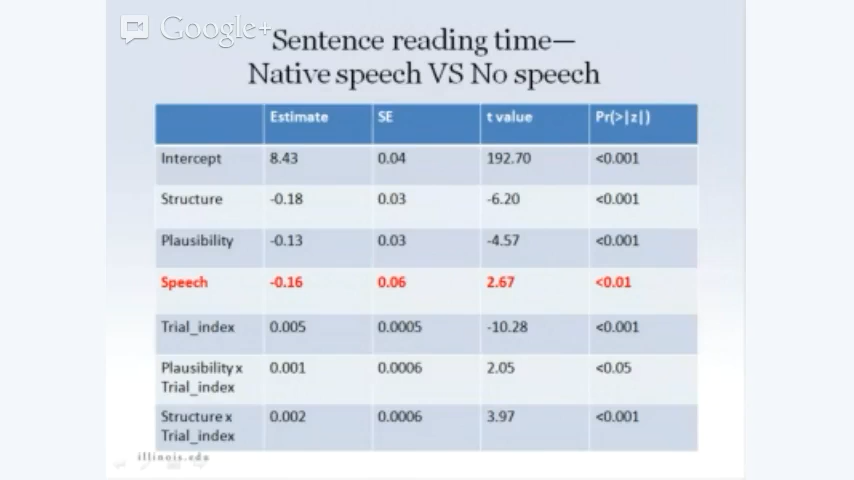 Google+
Sentence reading time—
Native speech VS No speech
Estimate SE t value Pr(>|z|)
Intercept 8.43 0.04 192.70 <0.001
Structure -0.18 0.03 -6.20 <0.001
Plausibility -0.13 0.03 -4.57 <0.001
Speech -0.16 0.06 2.67 <0.01
Trial_index 0.005 0.0005 -10.28 <0.001
Plausibility x 0.001 0.0006 2.05 <0.05
Trial_index
Structure x 0.002 0.0006 3.97 <0.001
Trial_index
illinois.edu